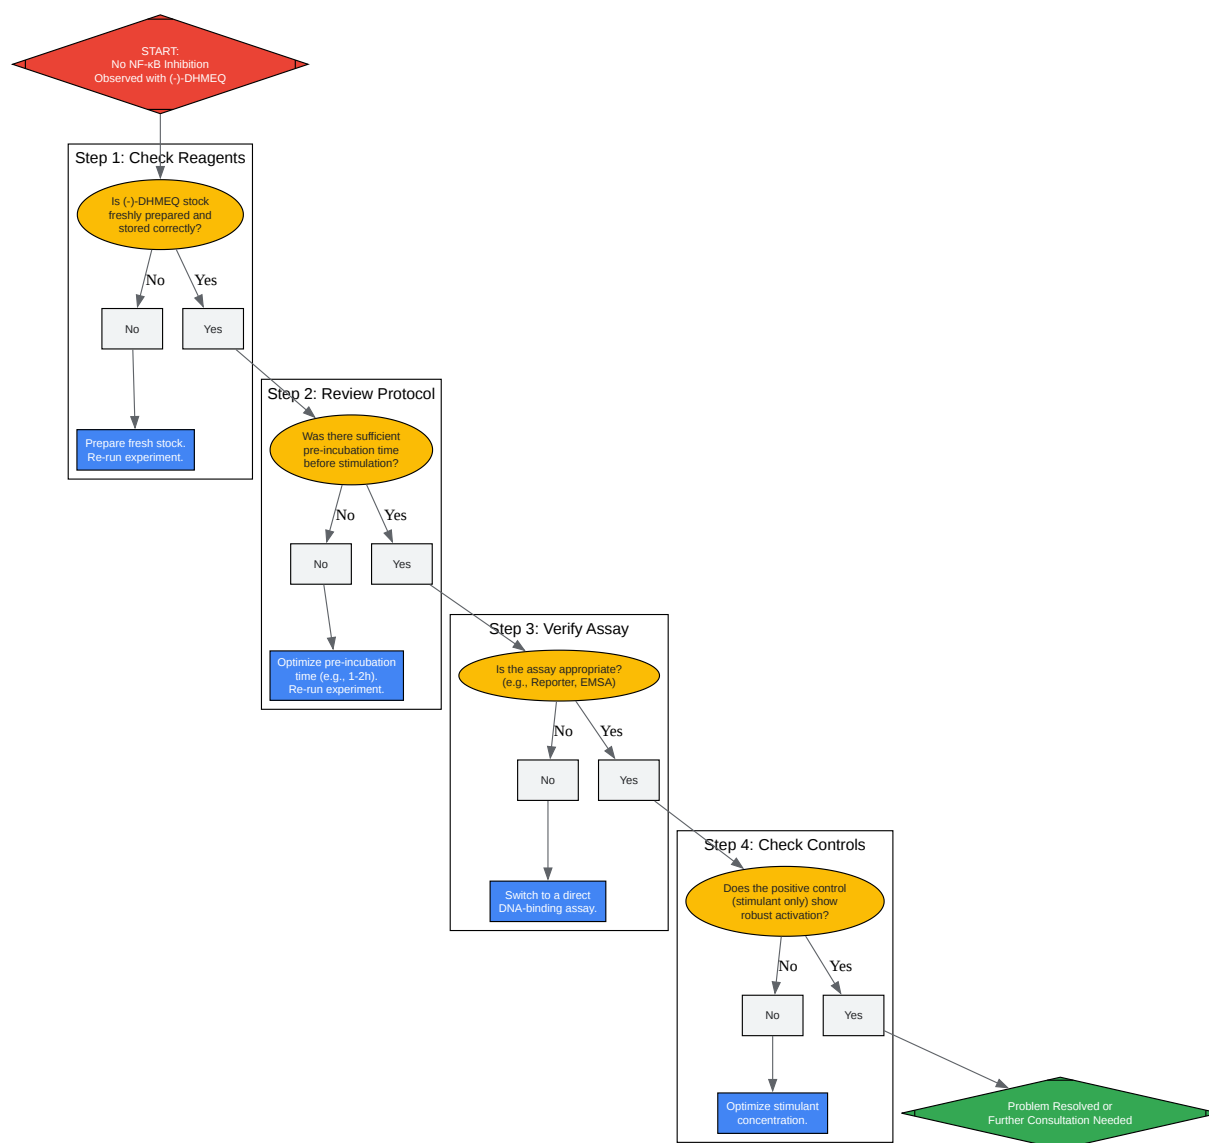 START:
No NF-κB Inhibition
Observed with (-)-DHMEQ
Step 1: Check Reagents
Is (-)-DHMEQ stock
freshly prepared and
stored correctly?
No
Yes
No
Yes
Prepare fresh stock.
Re-run experiment.
Step 2: Review Protocol
Was there sufficient
pre-incubation time
before stimulation?
No
Yes
No
Yes
Optimize pre-incubation
time (e.g., 1-2h).
Re-run experiment.
Step 3: Verify Assay
Is the assay appropriate?
(e.g., Reporter, EMSA)
No
Yes
No
Yes
Switch to a direct
DNA-binding assay.
Step 4: Check Controls
Does the positive control
(stimulant only) show
robust activation?
No
Yes
No
Yes
Optimize stimulant
concentration.
Problem Resolved or
Further Consultation Needed